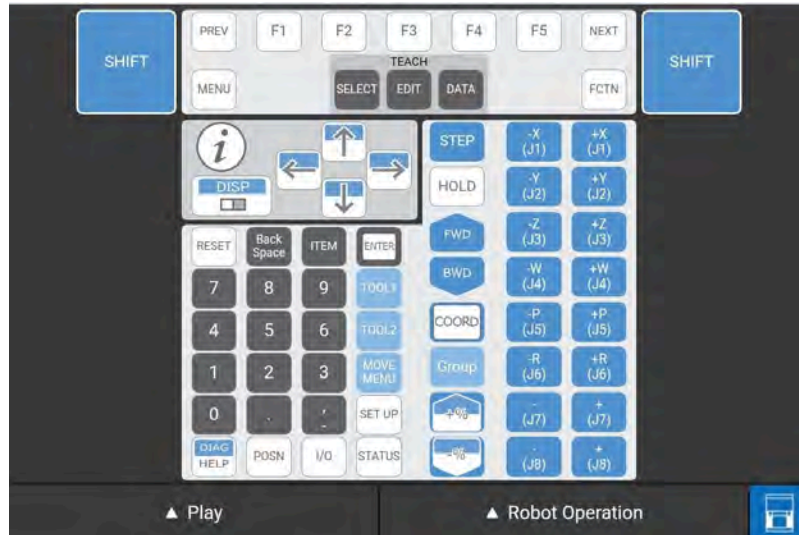 PREV F1 F2 F3 F4 F5 NEXT
SHIFT SHIFT
TEACH
MENU SELECT EDIT DATA FCTN
i
DISP
STEP -X (J1) +X (J1)
HOLD -Y (J2) +Y (J2)
FWD -Z (J3) +Z (J3)
BWD -W (J4) +W (J4)
COORD -P (J5) +P (J5)
Group -R (J6) +R (J6)
+% - (J7) + (J7)
-% - (J8) + (J8)
RESET Back Space ITEM ENTER
7 8 9 TOOL1
4 5 6 TOOL2
1 2 3 MOVE MENU
0 . , - SET UP
DIAG HELP POSN I/O STATUS
▲ Play ▲ Robot Operation